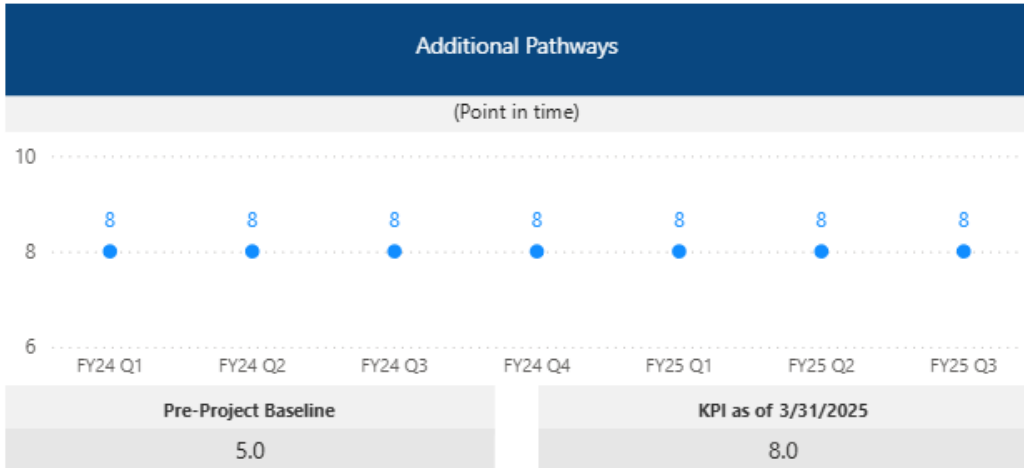 Additional Pathways
(Point in time)
10
8 8 8 8 8 8 8
8
6
FY24 Q1 FY24 Q2 FY24 Q3 FY24 Q4 FY25 Q1 FY25 Q2 FY25 Q3
Pre-Project Baseline KPI as of 3/31/2025
5.0 8.0